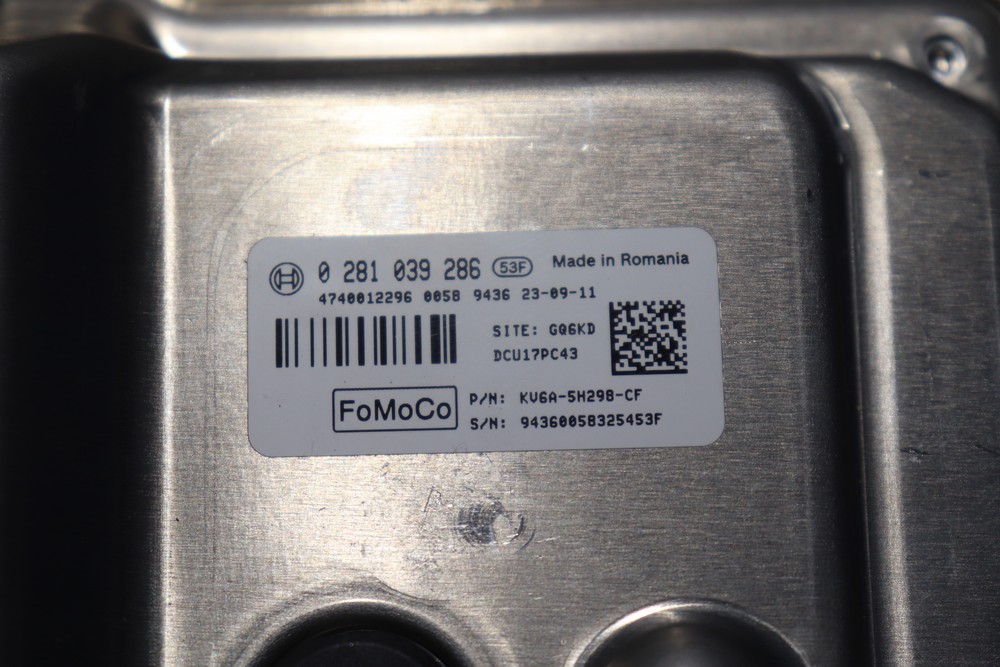 0 281 039 286 53F Made in Romania
4740012296 0058 9436 23-09-11
SITE: GQ6KD
DCU17PC43
FoMoCo
P/N: KV6A-5H298-CF
S/N: 94360058325453F